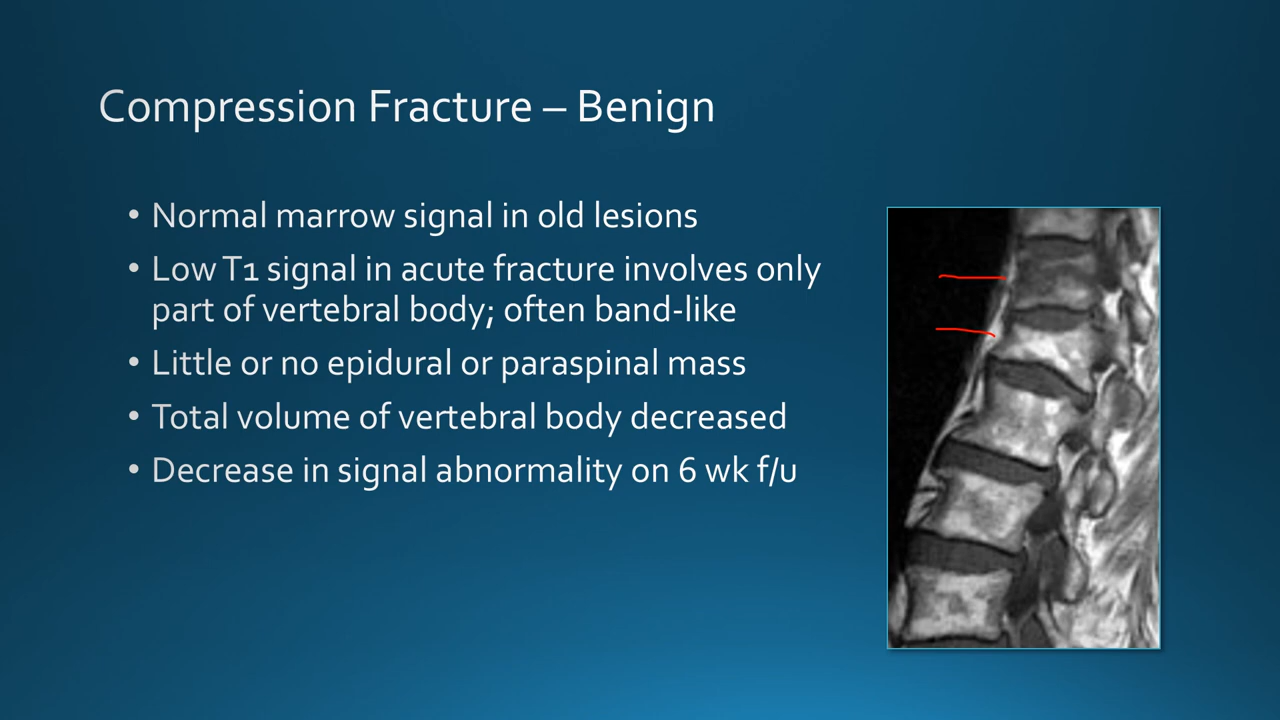 Compression Fracture – Benign
• Normal marrow signal in old lesions
• Low T1 signal in acute fracture involves only
part of vertebral body; often band-like
• Little or no epidural or paraspinal mass
• Total volume of vertebral body decreased
• Decrease in signal abnormality on 6 wk f/u